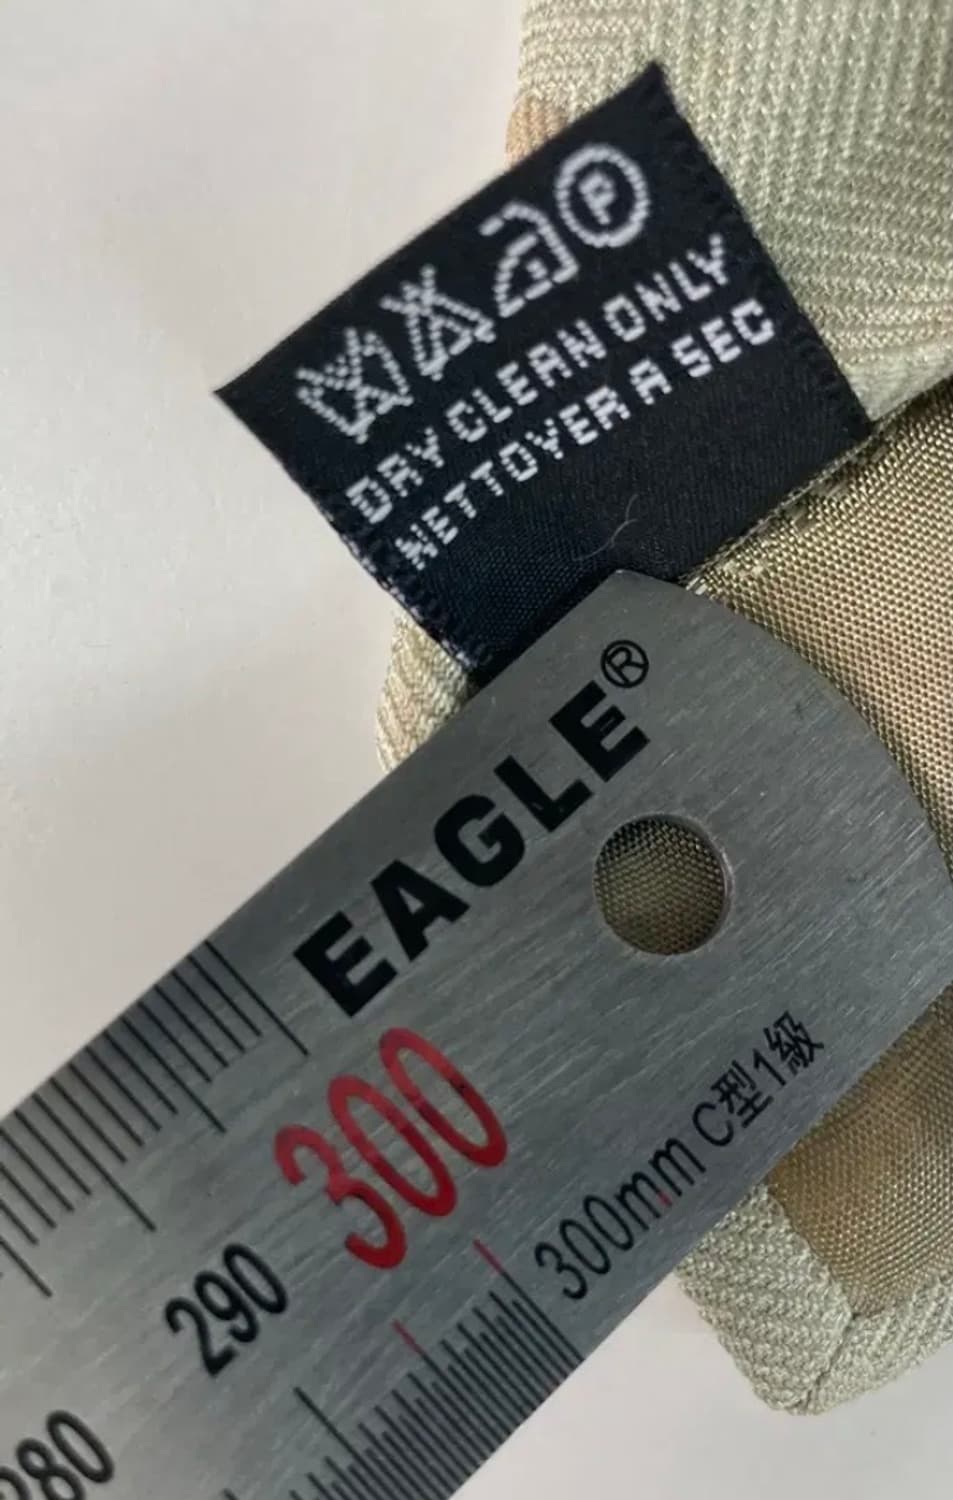 P
DRY CLEAN ONLY
NETTOYER A SEC
EAGLE®
300
300mm C型1級
290
280